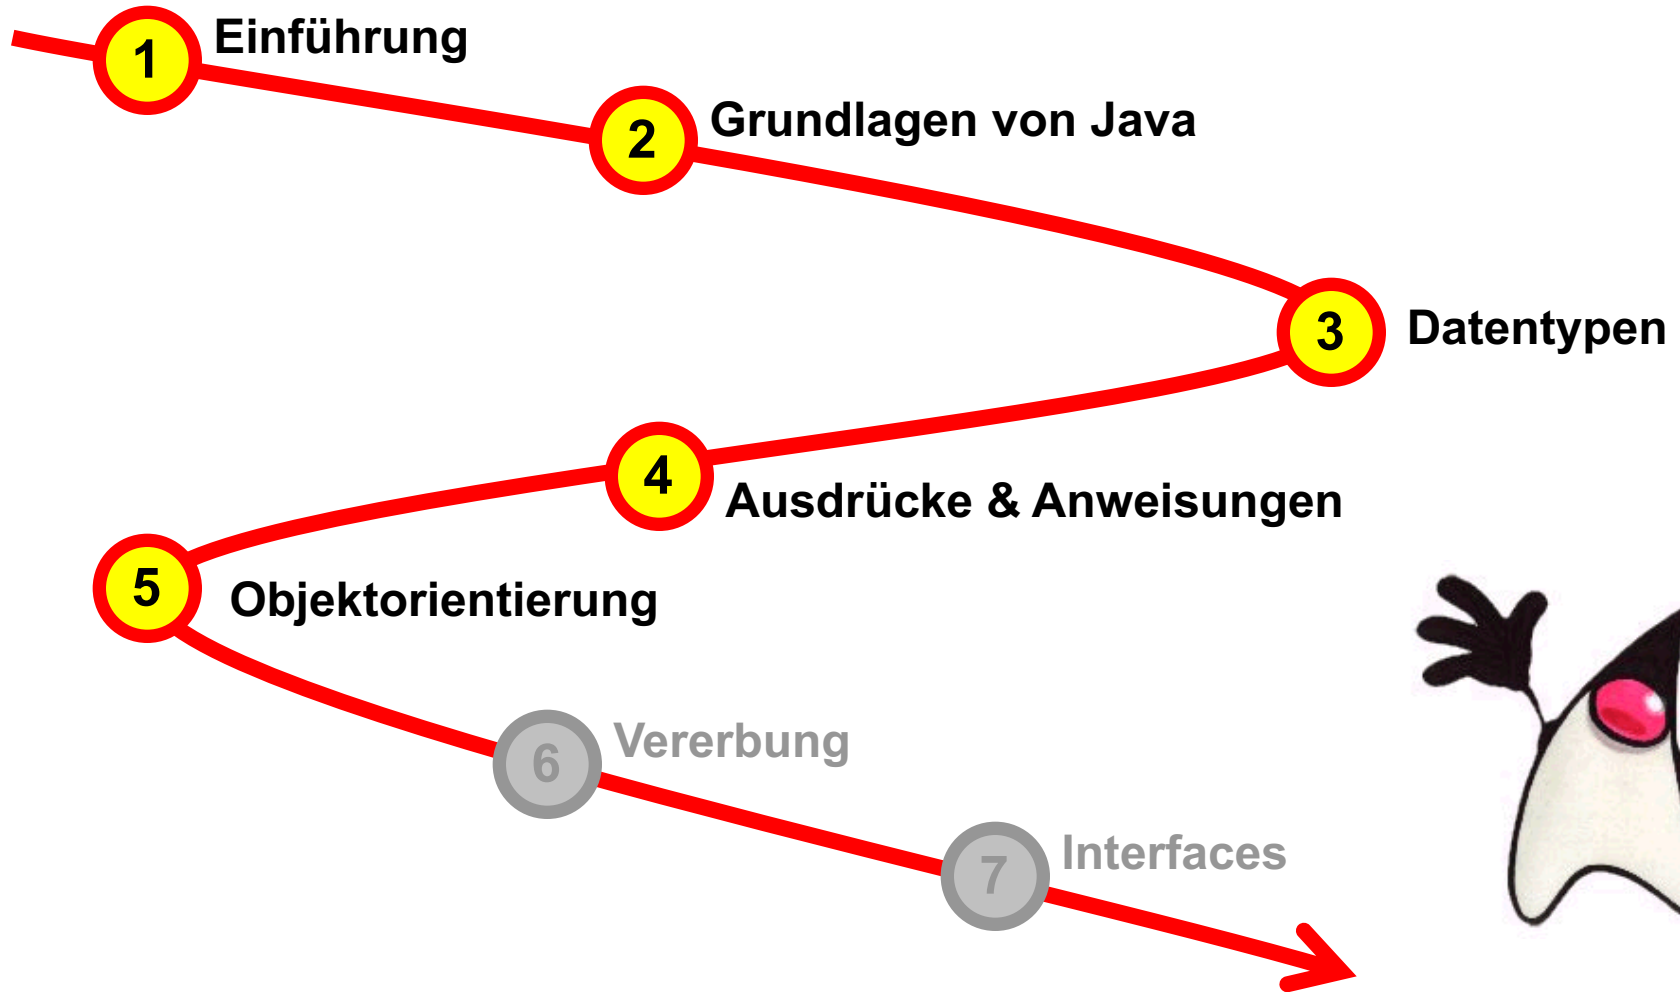 1 Einführung
2 Grundlagen von Java
3 Datentypen
4 Ausdrücke & Anweisungen
5 Objektorientierung
6 Vererbung
7 Interfaces